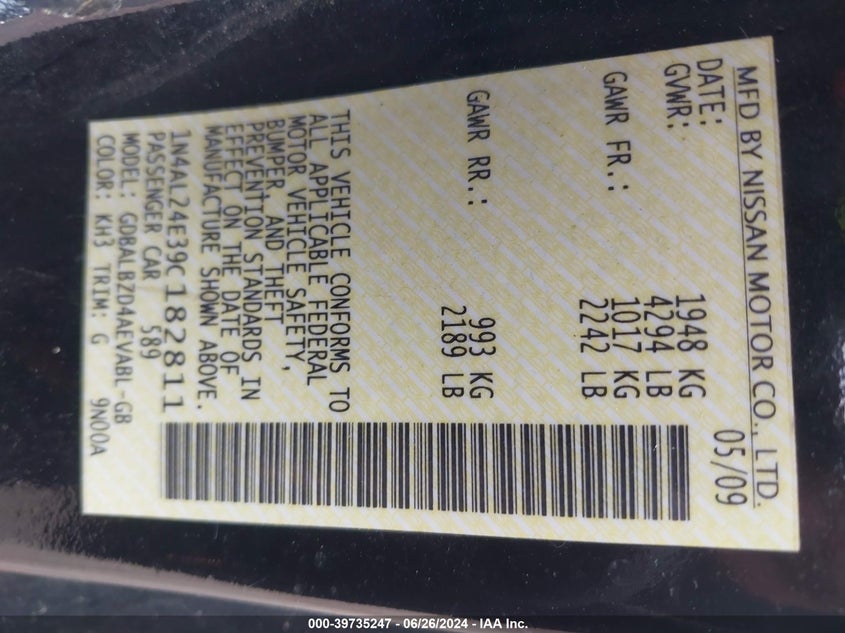 MFD BY NISSAN MOTOR CO., LTD.
DATE: 05/09
GVWR: 1948 KG
4294 LB
GAWR FR.: 1017 KG
2242 LB
GAWR RR.: 993 KG
2189 LB
THIS VEHICLE CONFORMS TO
ALL APPLICABLE FEDERAL
MOTOR VEHICLE SAFETY,
BUMPER, AND THEFT
PREVENTION STANDARDS IN
EFFECT ON THE DATE OF
MANUFACTURE SHOWN ABOVE.
1N4AL24E39C182811
PASSENGER CAR 589
MODEL: GDBALBZD4AEVABL-GB
COLOR: KH3 TRIM: G 9N00A
000-39735247 - 06/26/2024 - IAA Inc.